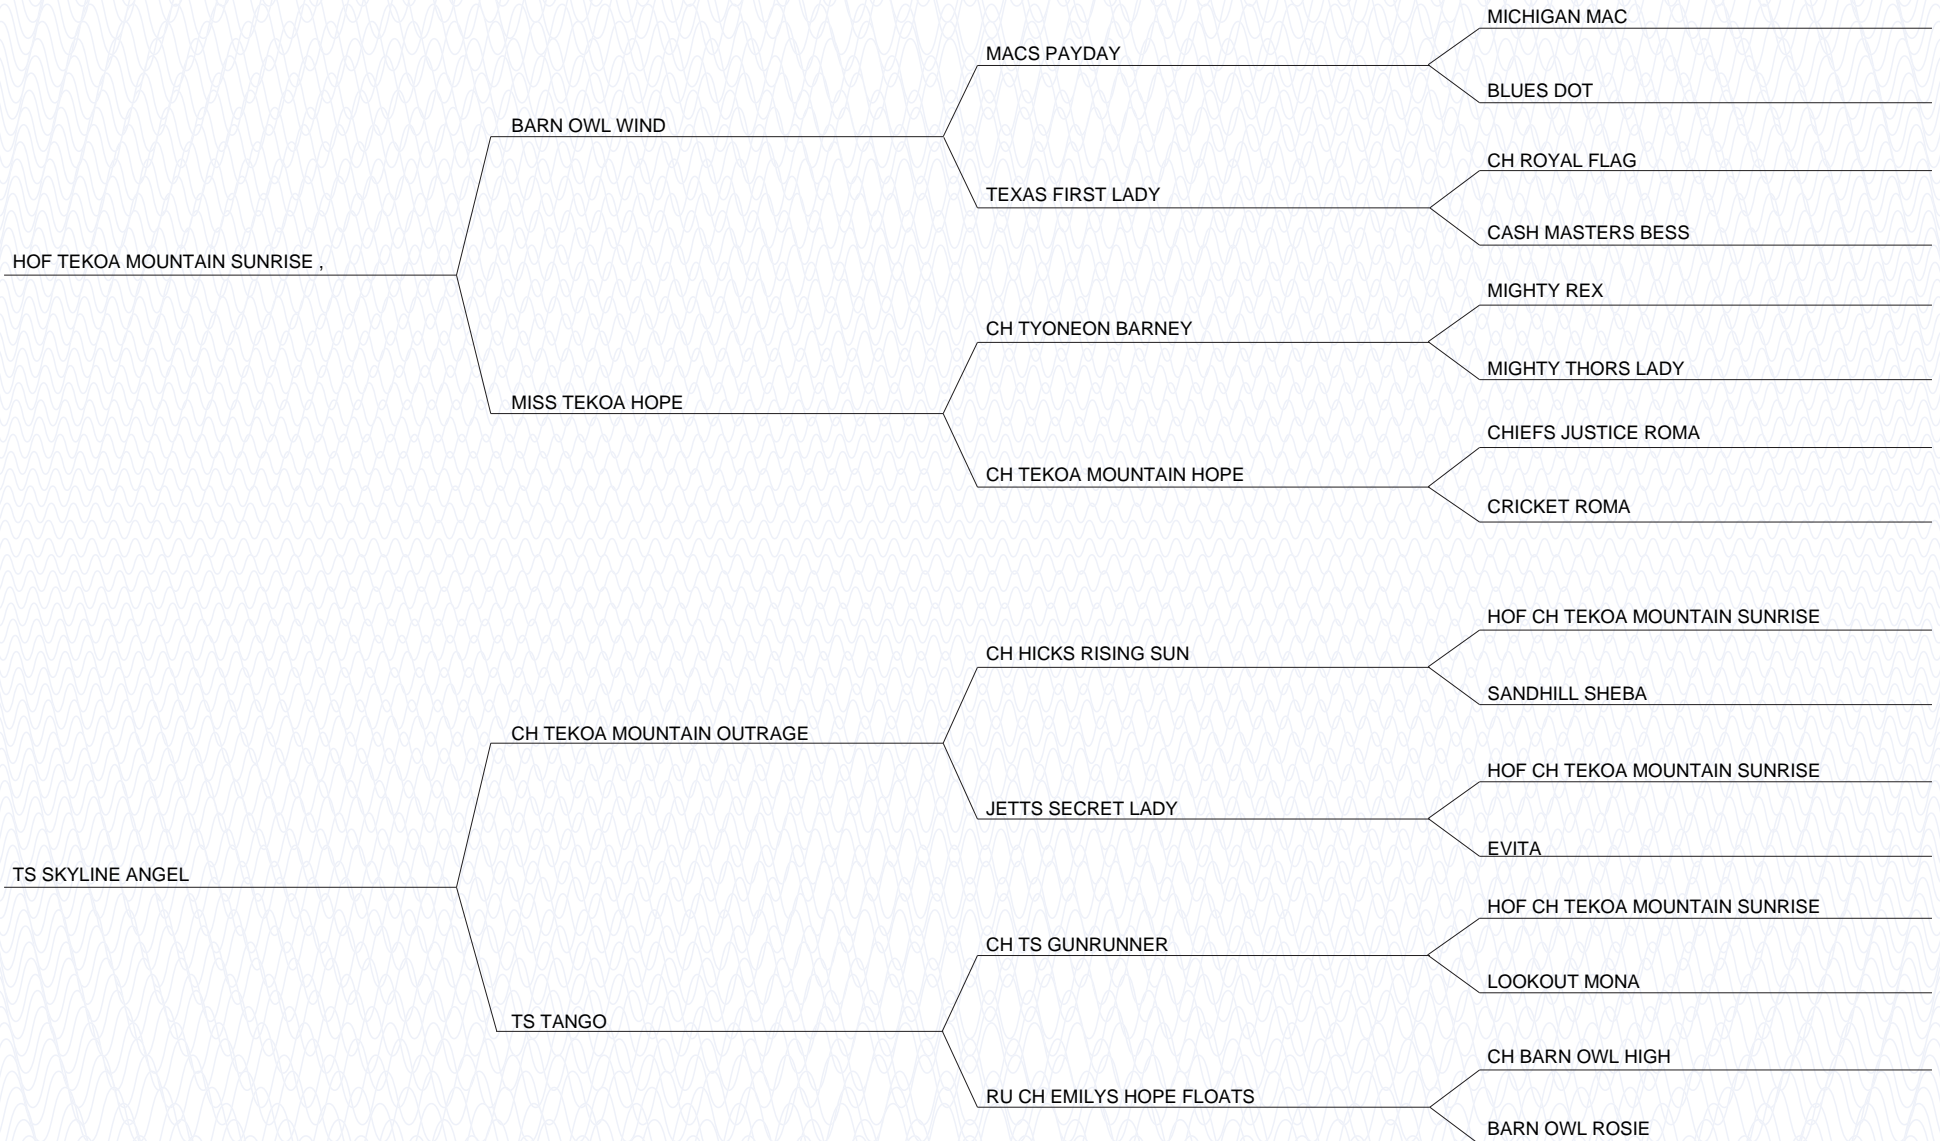 MICHIGAN MAC
MACS PAYDAY
BLUES DOT
BARN OWL WIND
CH ROYAL FLAG
TEXAS FIRST LADY
CASH MASTERS BESS
HOF TEKOA MOUNTAIN SUNRISE ,
MIGHTY REX
CH TYONEON BARNEY
MIGHTY THORS LADY
MISS TEKOA HOPE
CHIEFS JUSTICE ROMA
CH TEKOA MOUNTAIN HOPE
CRICKET ROMA
HOF CH TEKOA MOUNTAIN SUNRISE
CH HICKS RISING SUN
SANDHILL SHEBA
CH TEKOA MOUNTAIN OUTRAGE
HOF CH TEKOA MOUNTAIN SUNRISE
JETTS SECRET LADY
EVITA
TS SKYLINE ANGEL
HOF CH TEKOA MOUNTAIN SUNRISE
CH TS GUNRUNNER
LOOKOUT MONA
TS TANGO
CH BARN OWL HIGH
RU CH EMILYS HOPE FLOATS
BARN OWL ROSIE